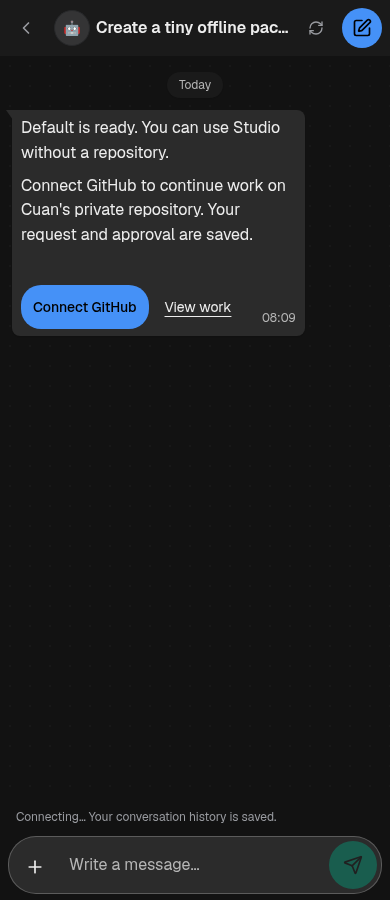 Create a tiny offline pac...
Today
Default is ready. You can use Studio
without a repository.
Connect GitHub to continue work on
Cuan's private repository. Your
request and approval are saved.
Connect GitHub
View work
08:09
Connecting... Your conversation history is saved.
Write a message...